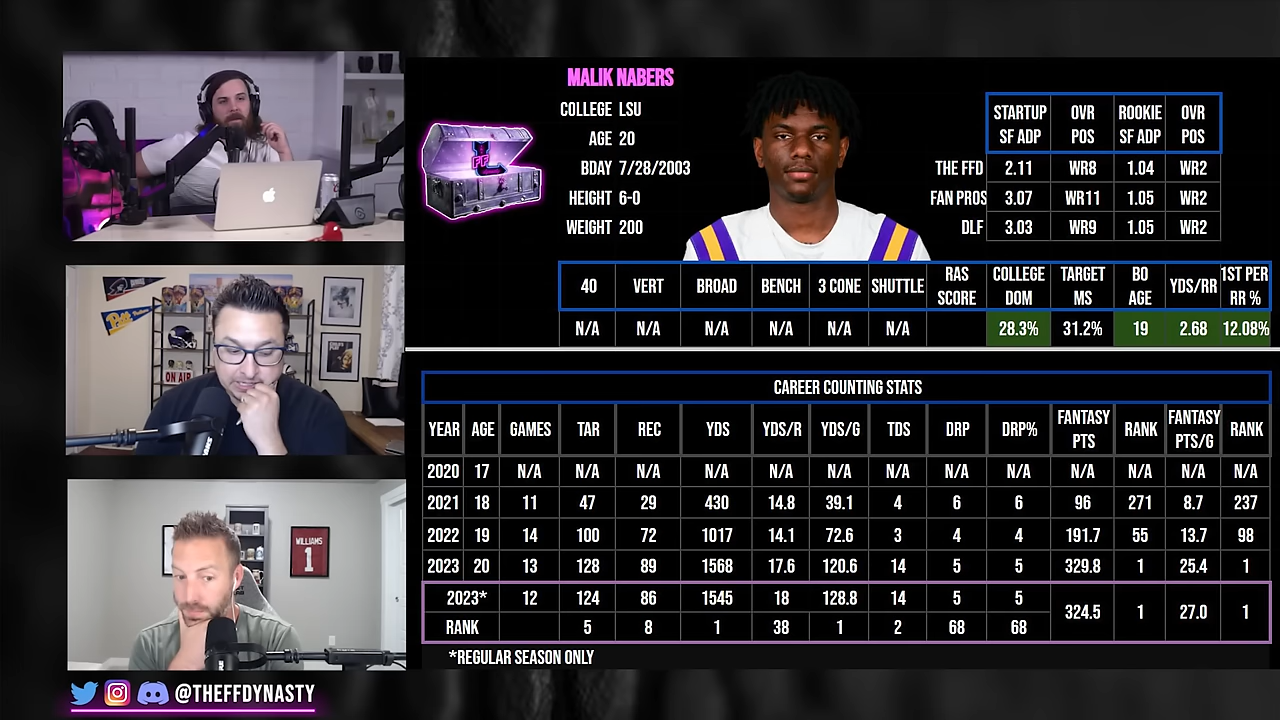 MALIK NABERS
COLLEGE LSU
AGE 20
BDAY 7/28/2003
HEIGHT 6-0
WEIGHT 200
FF
STARTUP SF ADP OVR POS ROOKIE SF ADP OVR POS
THE FFD 2.11 WR8 1.04 WR2
FAN PROS 3.07 WR11 1.05 WR2
DLF 3.03 WR9 1.05 WR2
40 VERT BROAD BENCH 3 CONE SHUTTLE RAS SCORE COLLEGE DOM TARGET MS BO AGE YDS/RR 1ST PER RR %
N/A N/A N/A N/A N/A N/A 28.3% 31.2% 19 2.68 12.08%
CAREER COUNTING STATS
YEAR AGE GAMES TAR REC YDS YDS/R YDS/G TDS DRP DRP% FANTASY PTS RANK FANTASY PTS/G RANK
2020 17 N/A N/A N/A N/A N/A N/A N/A N/A N/A N/A N/A N/A N/A
2021 18 11 47 29 430 14.8 39.1 4 6 6 96 271 8.7 237
2022 19 14 100 72 1017 14.1 72.6 3 4 4 191.7 55 13.7 98
2023 20 13 128 89 1568 17.6 120.6 14 5 5 329.8 1 25.4 1
2023* 12 124 86 1545 18 128.8 14 5 5 324.5 1 27.0 1
RANK 5 8 1 38 1 2 68 68
*REGULAR SEASON ONLY
Pitt
ON AIR
WILLIAMS
1
@THEFFDYNASTY